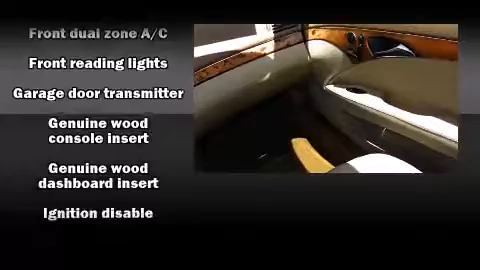 Front dual zone A/C
Front reading lights
Garage door transmitter
Genuine wood
console insert
Genuine wood
dashboard insert
Ignition disable